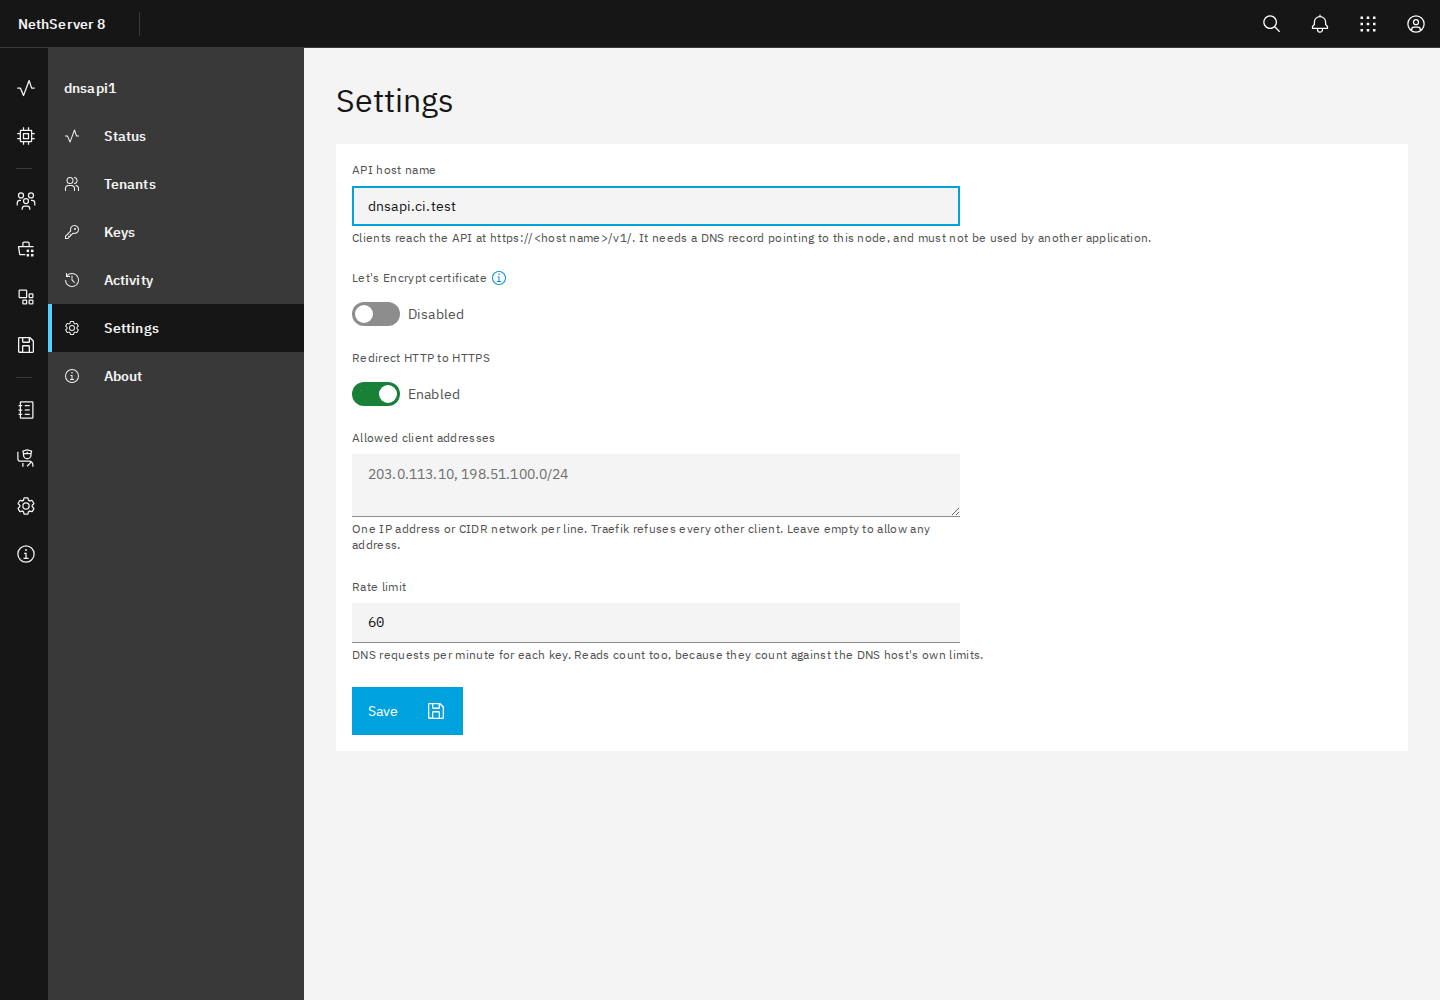 NethServer 8
dnsapi1
Status
Tenants
Keys
Activity
Settings
About
Settings
API host name
dnsapi.ci.test
Clients reach the API at https://<host name>/v1/. It needs a DNS record pointing to this node, and must not be used by another application.
Let's Encrypt certificate
Disabled
Redirect HTTP to HTTPS
Enabled
Allowed client addresses
203.0.113.10, 198.51.100.0/24
One IP address or CIDR network per line. Traefik refuses every other client. Leave empty to allow any
address.
Rate limit
60
DNS requests per minute for each key. Reads count too, because they count against the DNS host's own limits.
Save